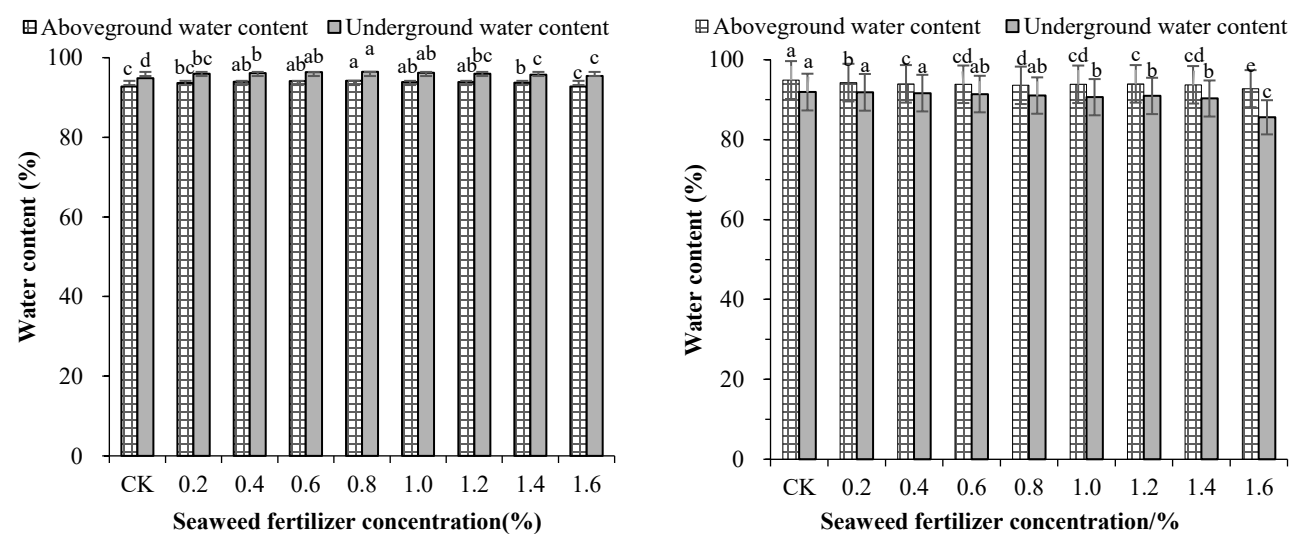 Aboveground water content Underground water content
100
80
60
40
20
0
Water content (%)
c d bc bc ab b ab ab a a ab ab ab bc b c c c
CK 0.2 0.4 0.6 0.8 1.0 1.2 1.4 1.6
Seaweed fertilizer concentration(%)
Aboveground water content Underground water content
100
80
60
40
20
0
Water content (%)
a a b a c a cd ab d ab cd b c b cd b e c
CK 0.2 0.4 0.6 0.8 1.0 1.2 1.4 1.6
Seaweed fertilizer concentration/%